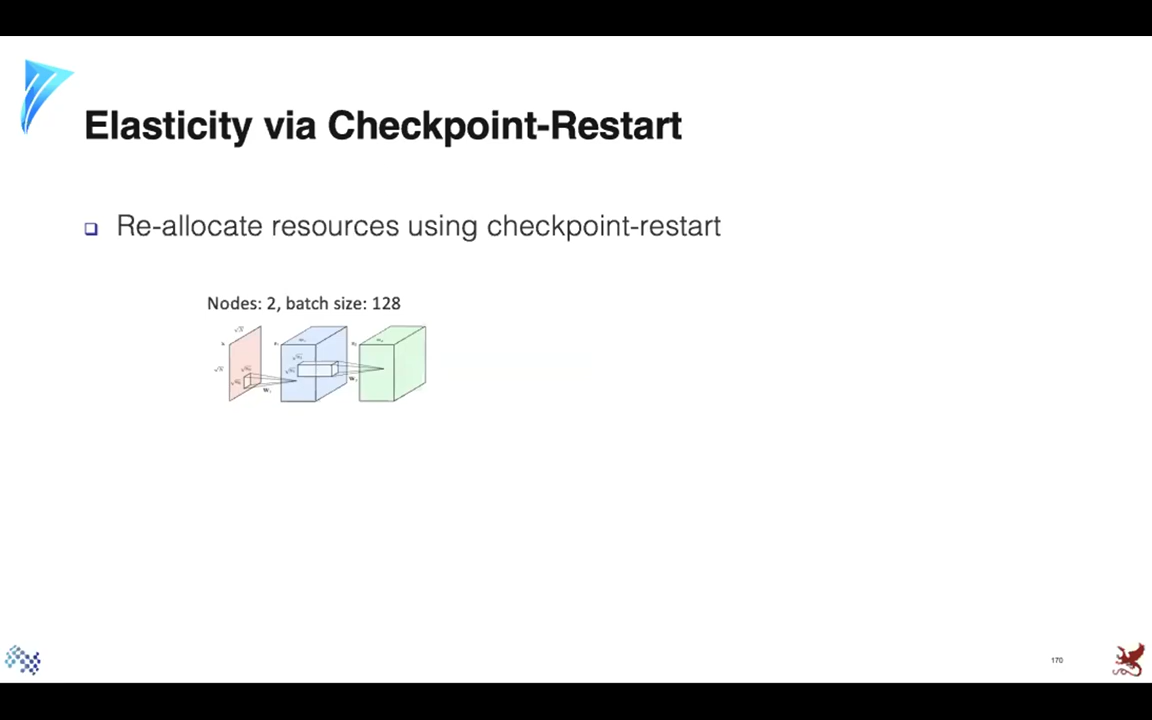 Elasticity via Checkpoint-Restart
Re-allocate resources using checkpoint-restart
Nodes: 2, batch size: 128
170